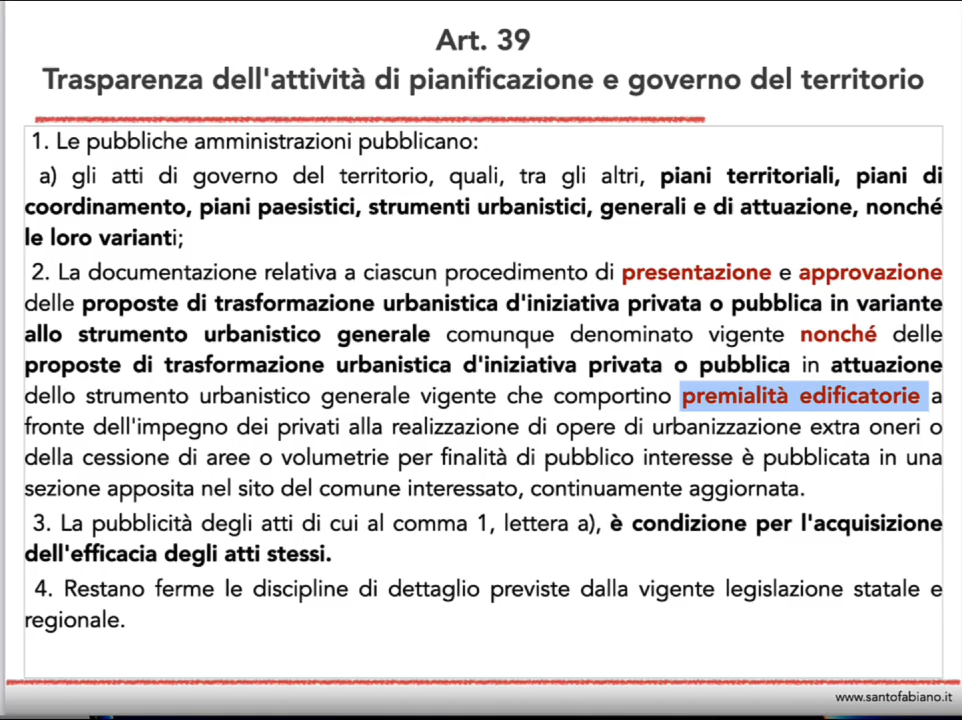 Art. 39
Trasparenza dell'attività di pianificazione e governo del territorio
1. Le pubbliche amministrazioni pubblicano:
a) gli atti di governo del territorio, quali, tra gli altri, piani territoriali, piani di
coordinamento, piani paesistici, strumenti urbanistici, generali e di attuazione, nonché
le loro varianti;
2. La documentazione relativa a ciascun procedimento di presentazione e approvazione
delle proposte di trasformazione urbanistica d'iniziativa privata o pubblica in variante
allo strumento urbanistico generale comunque denominato vigente nonché delle
proposte di trasformazione urbanistica d'iniziativa privata o pubblica in attuazione
dello strumento urbanistico generale vigente che comportino premialità edificatorie a
fronte dell'impegno dei privati alla realizzazione di opere di urbanizzazione extra oneri o
della cessione di aree o volumetrie per finalità di pubblico interesse è pubblicata in una
sezione apposita nel sito del comune interessato, continuamente aggiornata.
3. La pubblicità degli atti di cui al comma 1, lettera a), è condizione per l'acquisizione
dell'efficacia degli atti stessi.
4. Restano ferme le discipline di dettaglio previste dalla vigente legislazione statale e
regionale.
www.santofabiano.it